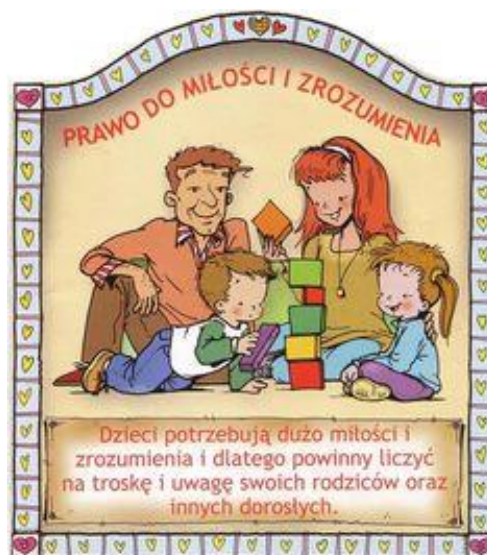 PRAWO DO MIŁOŚCI I ZROZUMIENIA
Dzieci potrzebują dużo miłości i
zrozumienia i dlatego powinny liczyć
na troskę i uwagę swoich rodziców oraz
innych dorosłych.